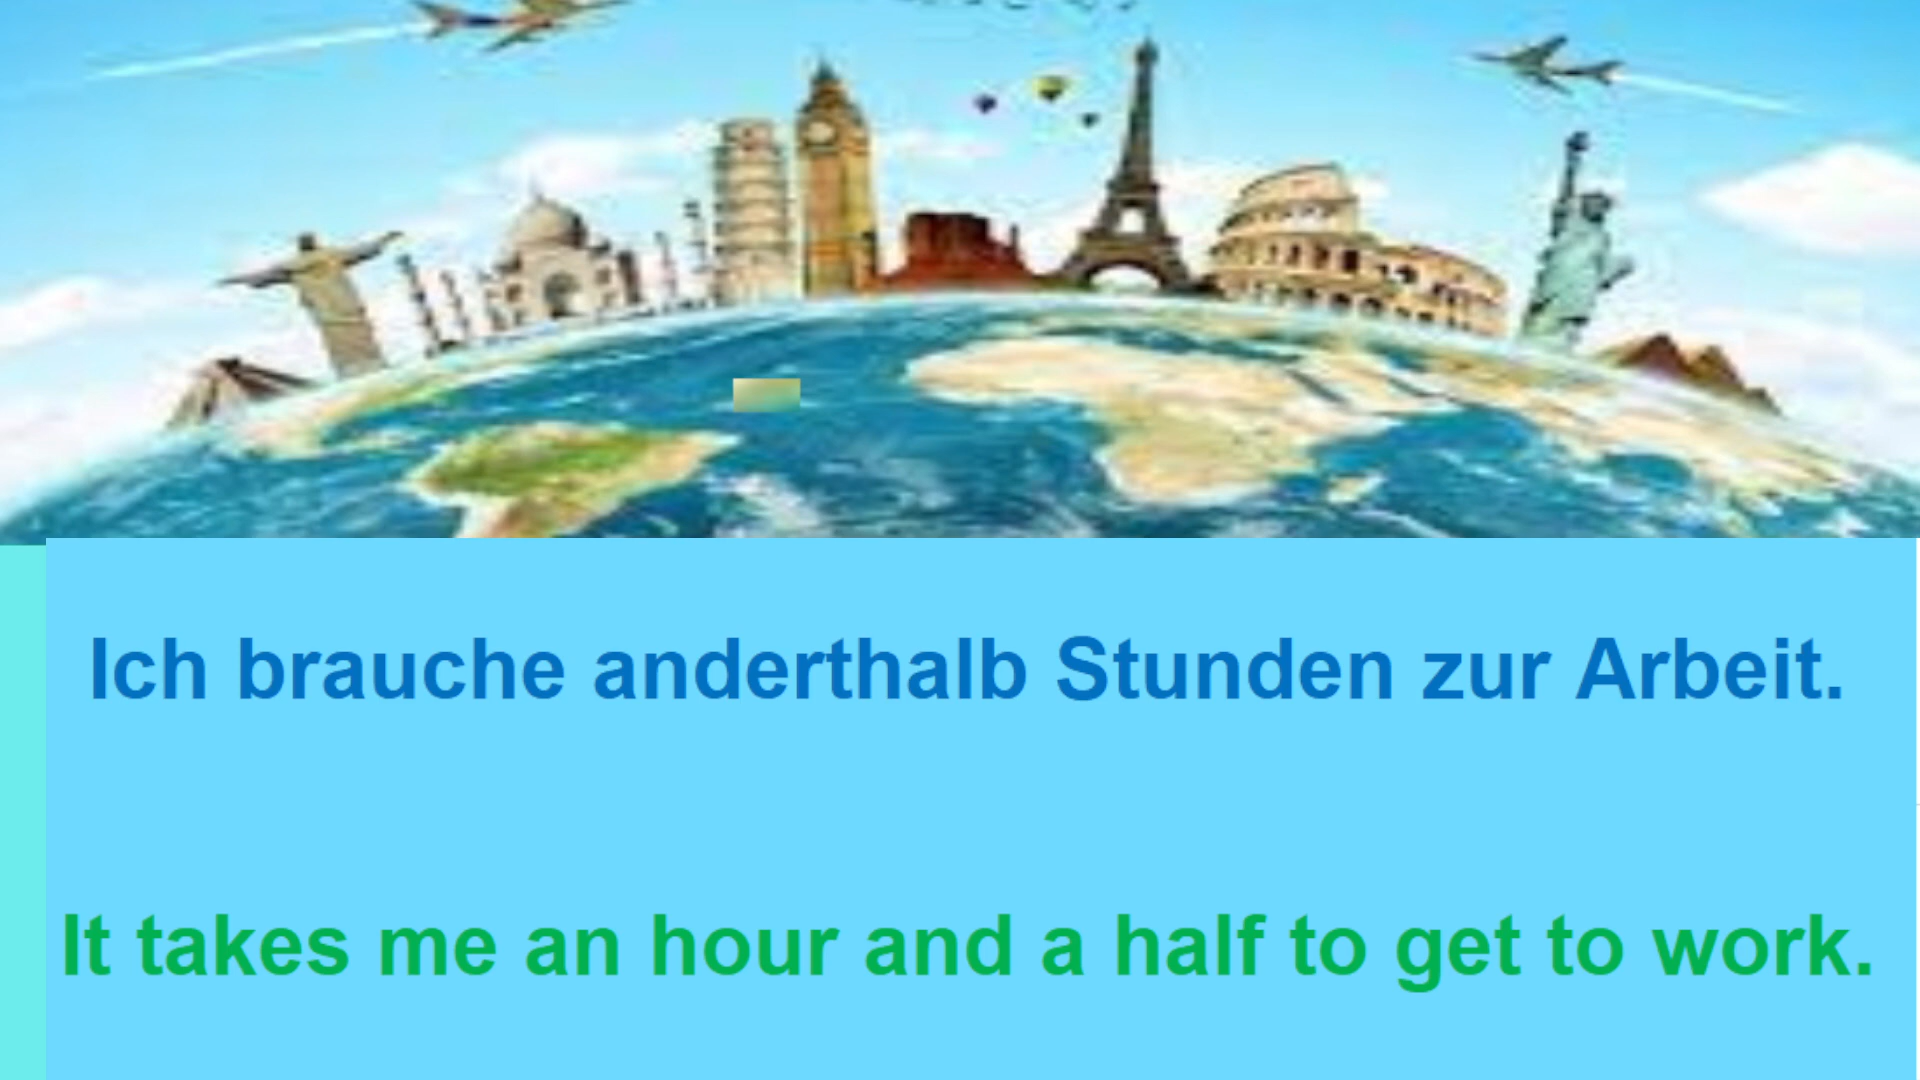 Ich brauche anderthalb Stunden zur Arbeit.
It takes me an hour and a half to get to work.